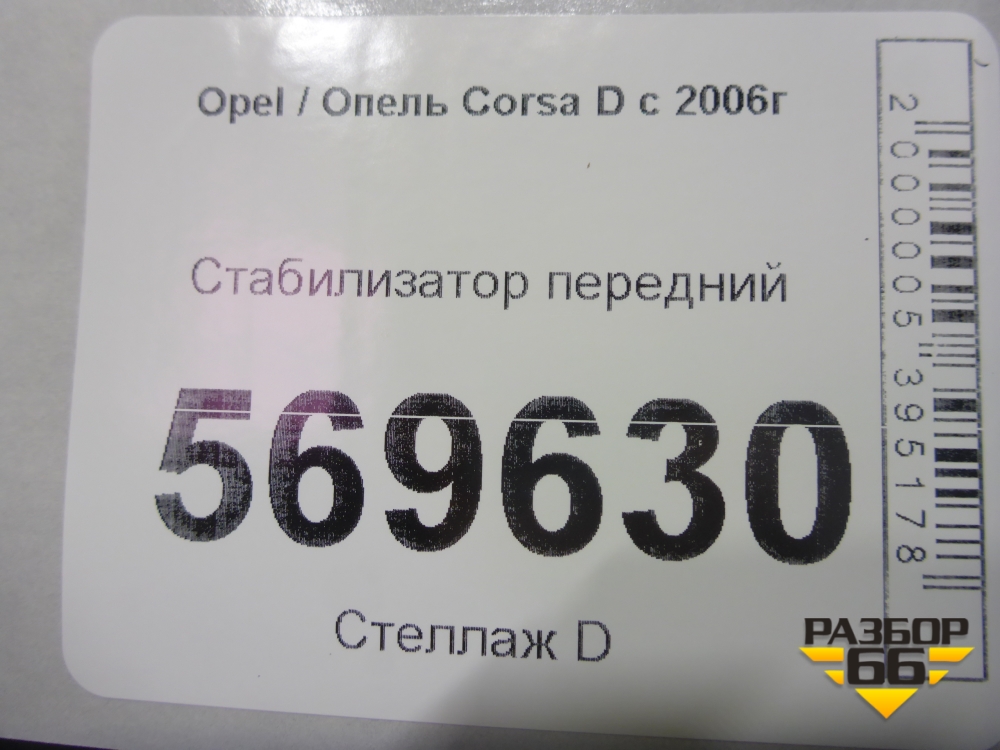 Opel / Опель Corsa D с 2006г
Стабилизатор передний
569630
Стеллаж D
2000005395178
РАЗБОР
66